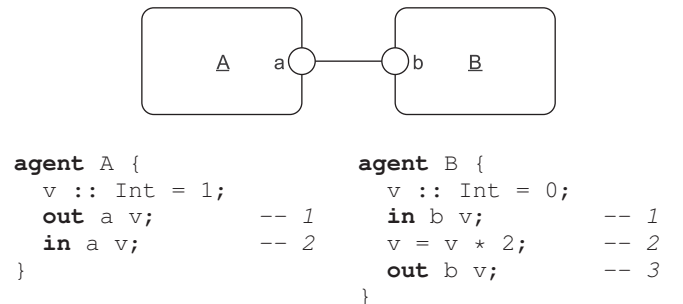 A a b B
agent A {
v :: Int = 1;
out a v; -- 1
in a v; -- 2
}
agent B {
v :: Int = 0;
in b v; -- 1
v = v * 2; -- 2
out b v; -- 3
}